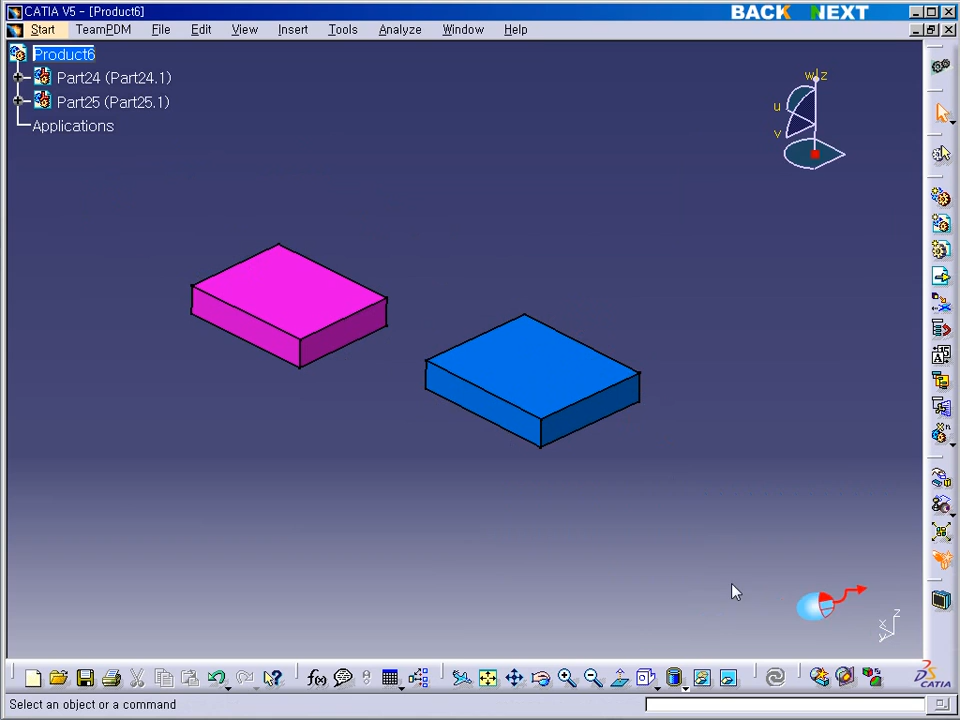 CATIA V5 - [Product6]
BACK NEXT
Start TeamPDM File Edit View Insert Tools Analyze Window Help
Product6
Part24 (Part24.1)
Part25 (Part25.1)
Applications
w|z
u
v
z
x
y
f(x)
CATIA
Select an object or a command